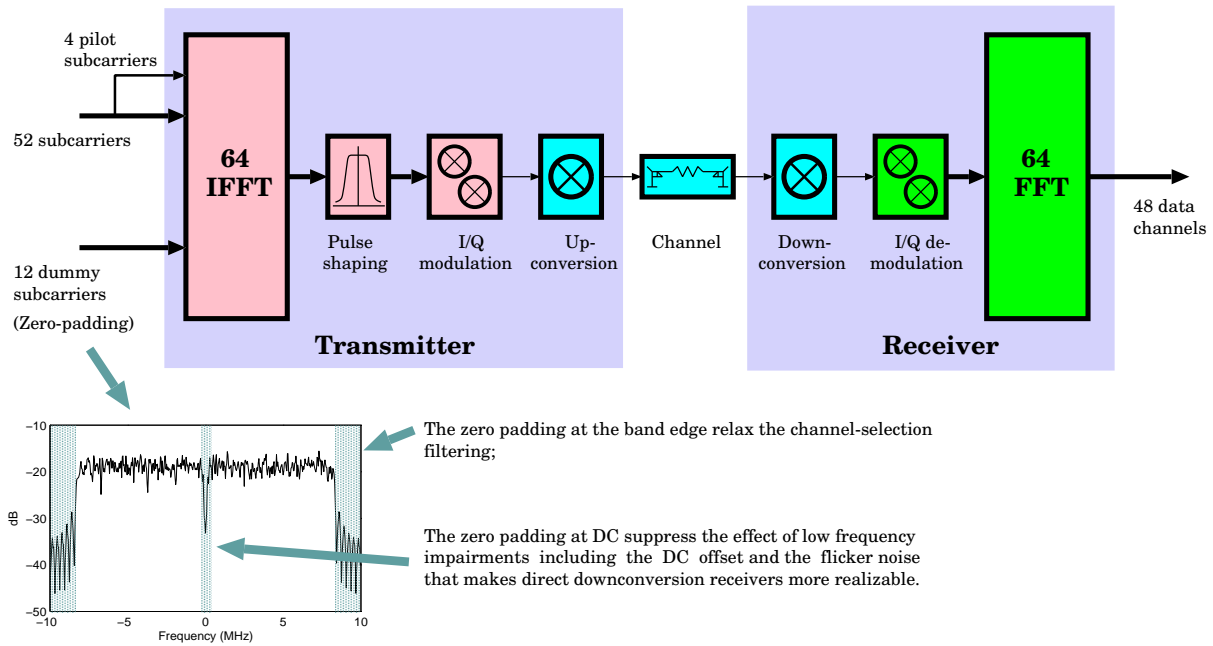 4 pilot
subcarriers
52 subcarriers
12 dummy
subcarriers
(Zero-padding)
64
IFFT
Pulse
shaping
I/Q
modulation
Up-
conversion
Transmitter
Channel
Down-
conversion
I/Q de-
modulation
64
FFT
Receiver
48 data
channels
−10
−20
−30
−40
−50
dB
−10
−5
0
5
10
Frequency (MHz)
The zero padding at the band edge relax the channel-selection
filtering;
The zero padding at DC suppress the effect of low frequency
impairments including the DC offset and the flicker noise
that makes direct downconversion receivers more realizable.